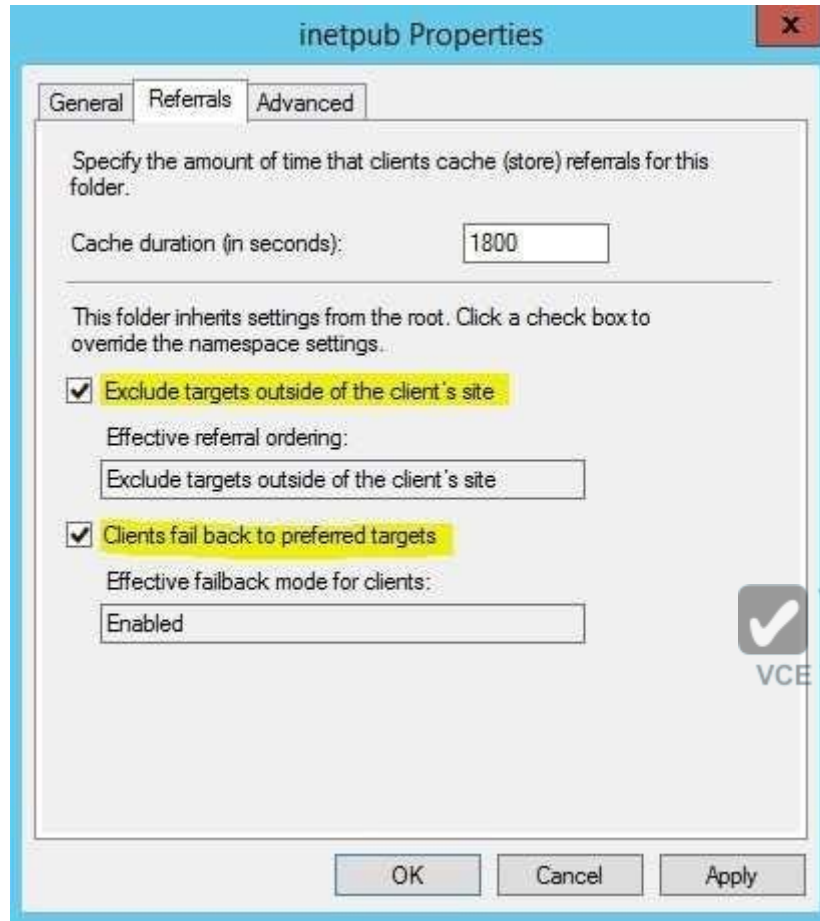 inetpub Properties
x
General Referrals Advanced
Specify the amount of time that clients cache (store) referrals for this
folder.
Cache duration (in seconds): 1800
This folder inherits settings from the root. Click a check box to
override the namespace settings.
Exclude targets outside of the client's site
Effective referral ordering:
Exclude targets outside of the client's site
Clients fail back to preferred targets
Effective failback mode for clients:
Enabled
VCE
OK Cancel Apply